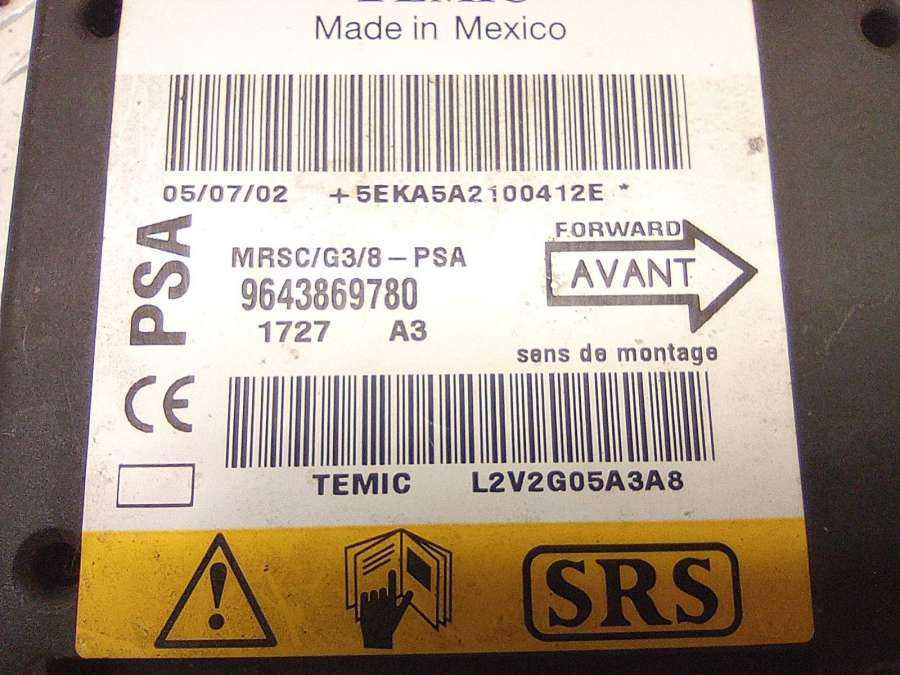 TEMIC
Made in Mexico
05/07/02 +5EKA5A2100412E *
PSA
MRSC/G3/8-PSA
9643869780
1727 A3
FORWARD
AVANT
sens de montage
CE
TEMIC L2V2G05A3A8
SRS